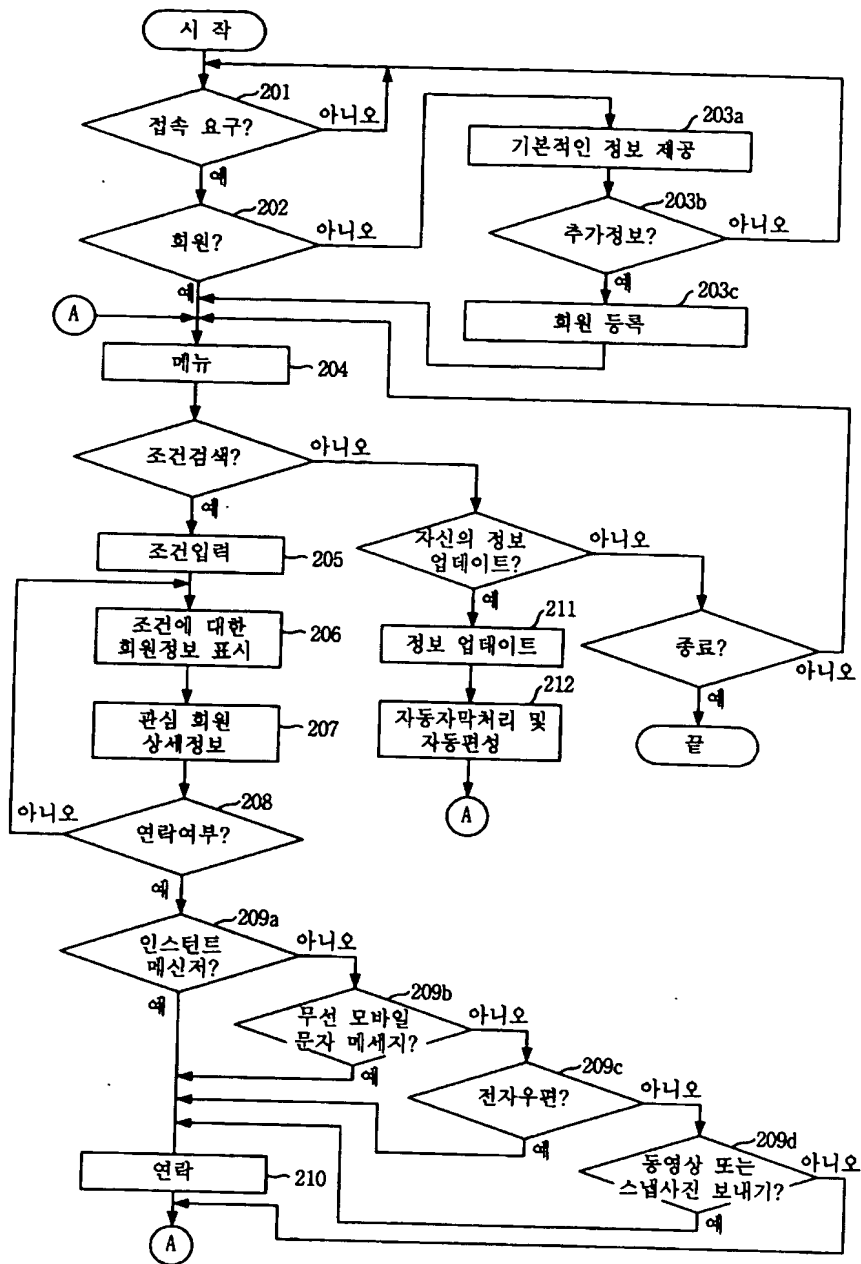 시 작
201
접속 요구?
아니오
예
202
회원?
아니오
예
203a
기본적인 정보 제공
203b
추가정보?
아니오
예
203c
회원 등록
A
메뉴
204
조건검색?
아니오
예
조건입력
205
자신의 정보
업데이트?
아니오
예
조건에 대한
회원정보 표시
206
211
정보 업테이트
종료?
아니오
예
끝
관심 회원
상세정보
207
212
자동자막처리 및
자동편성
A
208
연락여부?
아니오
예
209a
인스턴트
메신저?
아니오
예
209b
무선 모바일
문자 메세지?
아니오
예
209c
전자우편?
아니오
예
209d
동영상 또는
스냅사진 보내기?
아니오
예
연락
210
A